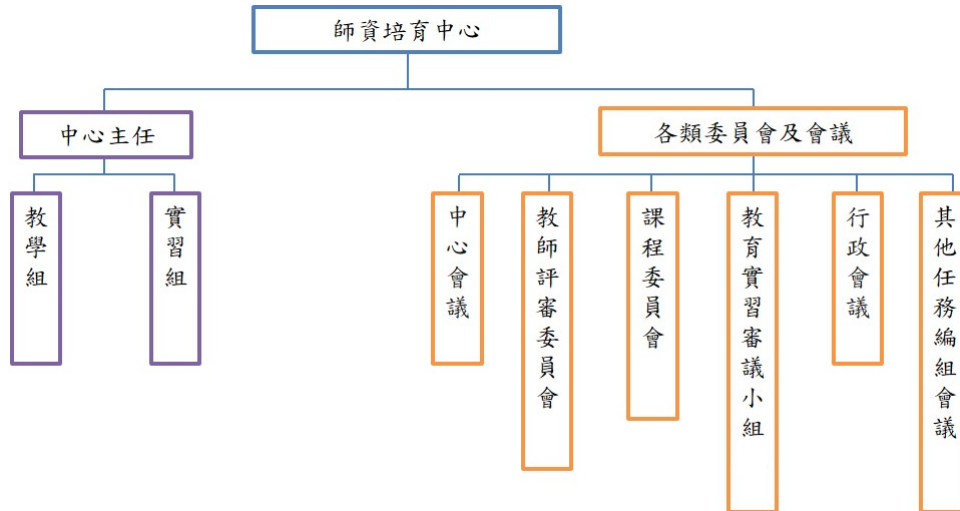 師資培育中心
中心主任
各類委員會及會議
教學組
實習組
中心會議
教師評審委員會
課程委員會
教育實習審議小組
行政會議
其他任務編組會議